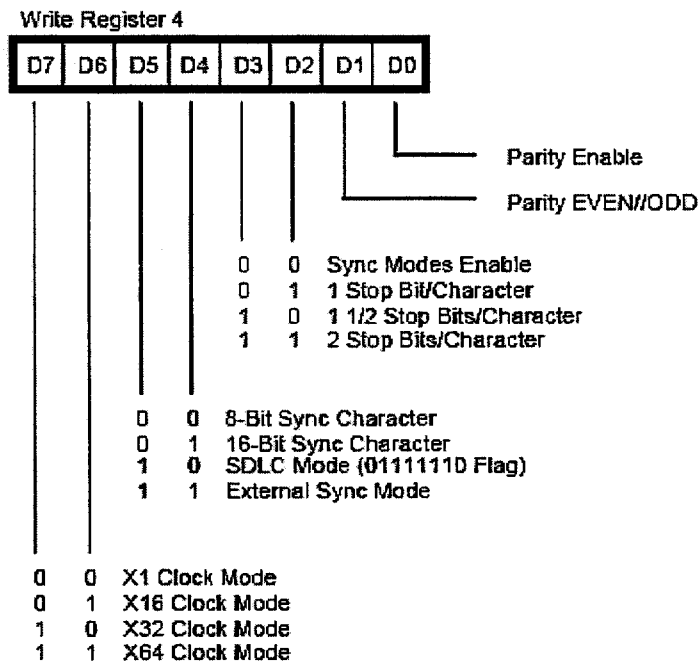 Write Register 4
D7 D6 D5 D4 D3 D2 D1 D0
Parity Enable
Parity EVEN//ODD
0 0 Sync Modes Enable
0 1 1 Stop Bit/Character
1 0 1 1/2 Stop Bits/Character
1 1 2 Stop Bits/Character
0 0 8-Bit Sync Character
0 1 16-Bit Sync Character
1 0 SDLC Mode (01111110 Flag)
1 1 External Sync Mode
0 0 X1 Clock Mode
0 1 X16 Clock Mode
1 0 X32 Clock Mode
1 1 X64 Clock Mode